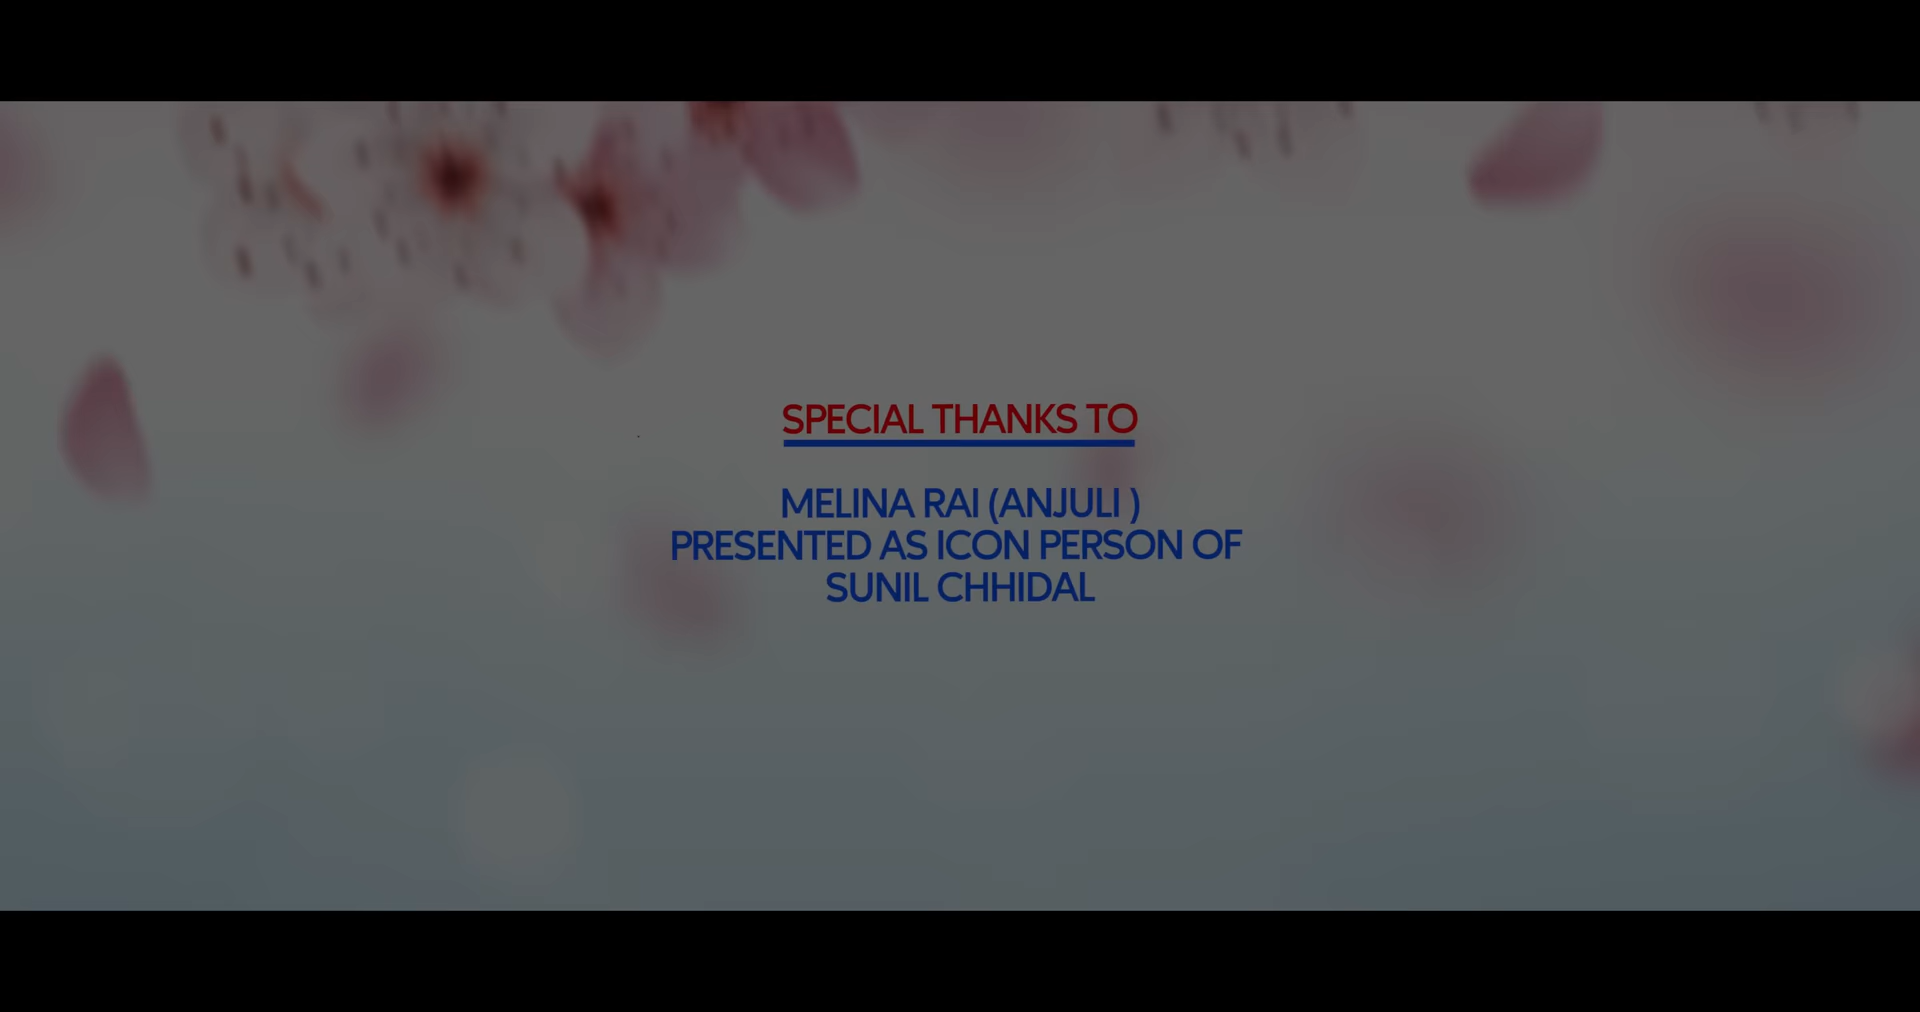 SPECIAL THANKS TO
MELINA RAI (ANJULI )
PRESENTED AS ICON PERSON OF
SUNIL CHHIDAL